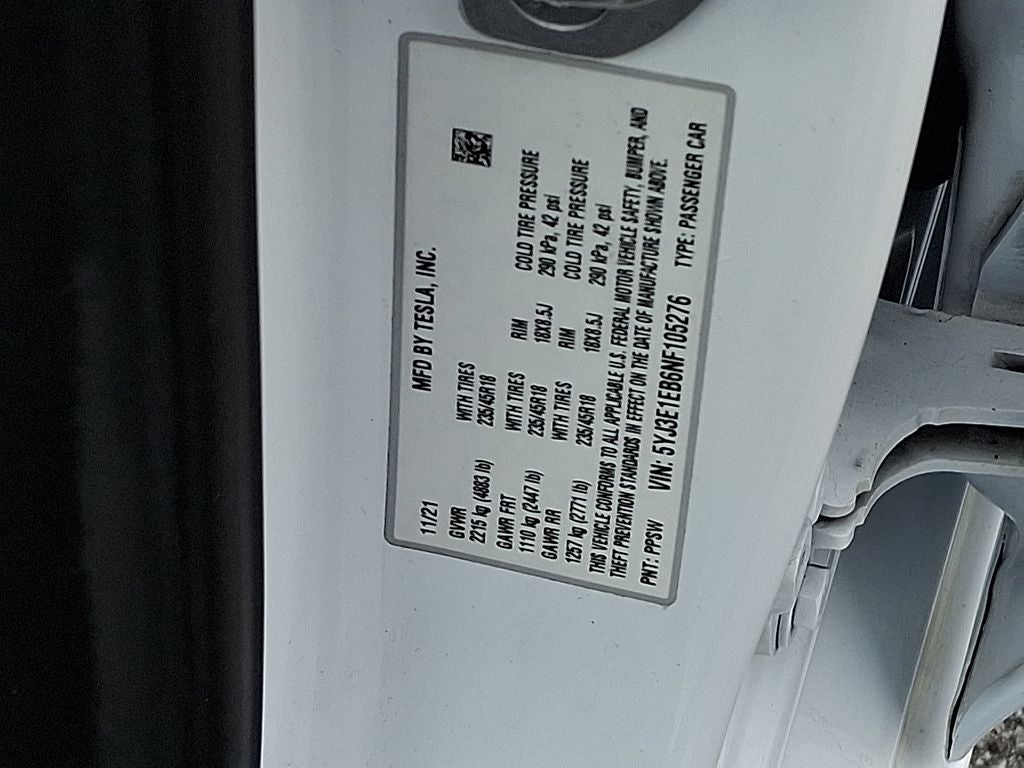 MFD BY TESLA, INC.
11/21
GVWR WITH TIRES
2215 kg (4883 lb) 235/45R18
GAWR FRT WITH TIRES RIM COLD TIRE PRESSURE
1110 kg (2447 lb) 235/45R18 18X8.5J 290 kPa, 42 psi
GAWR RR WITH TIRES RIM COLD TIRE PRESSURE
1257 kg (2771 lb) 235/45R18 18X8.5J 290 kPa, 42 psi
THIS VEHICLE CONFORMS TO ALL APPLICABLE U.S. FEDERAL MOTOR VEHICLE SAFETY, BUMPER, AND
THEFT PREVENTION STANDARDS IN EFFECT ON THE DATE OF MANUFACTURE SHOWN ABOVE.
PNT: PPSW VIN: 5YJ3E1EB6NF105276 TYPE: PASSENGER CAR